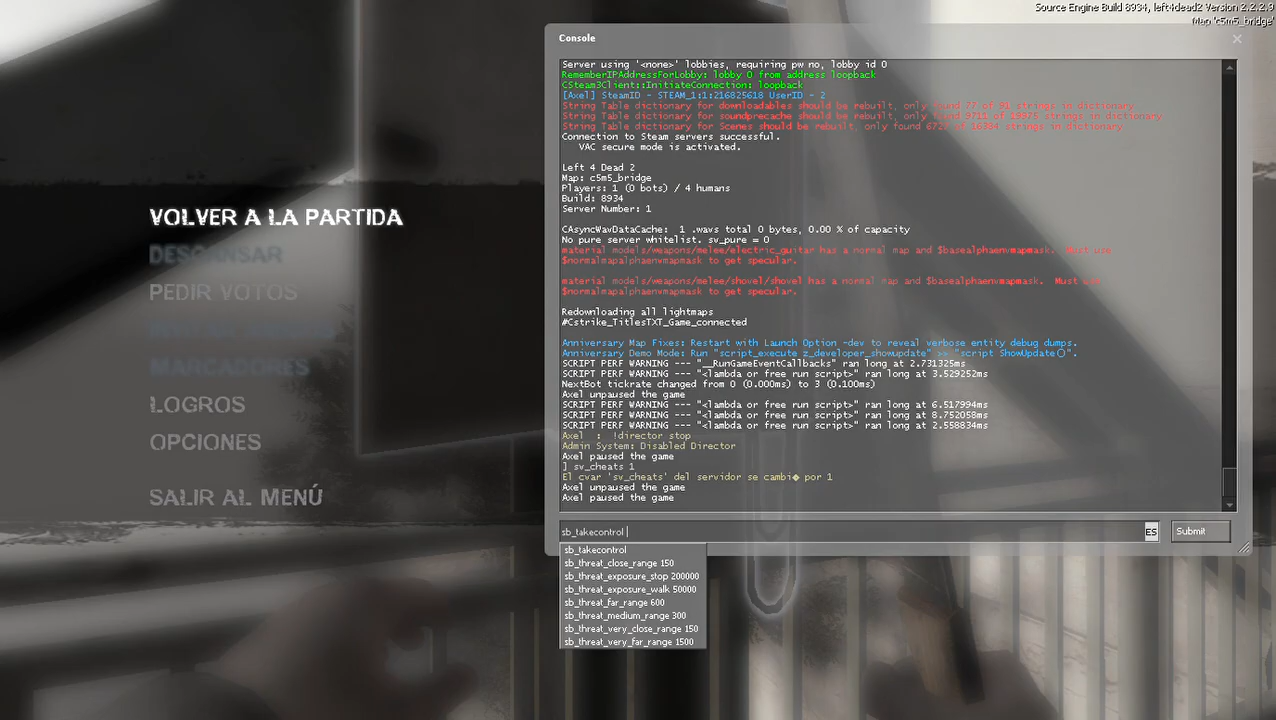 Source Engine Build 8934, left4dead2 Version 2.2.2.9
Map 'c5m5_bridge'
Console
Server using '<none>' lobbies, requiring pw no, lobby id 0
RememberIPAddressForLobby: lobby 0 from address loopback
CSteam3Client::InitiateConnection: loopback
[Axel] SteamID - STEAM_1:1:216825618 UserID - 2
String Table dictionary for downloadables should be rebuilt, only found 77 of 91 strings in dictionary.
String Table dictionary for soundprecache should be rebuilt, only found 9711 of 19975 strings in dictionary.
String Table dictionary for Scenes should be rebuilt, only found of 16384 strings in dictionary.
Connection to Steam servers successful.
VAC secure mode is activated.
Left 4 Dead 2
Map: c5m5_bridge
Players: 1 (0 bots) / 4 humans
Build: 8934
Server Number: 1
CAsyncWavDataCache:  1 .wavs total 0 bytes, 0.00 % of capacity
No pure server whitelist. sv_pure = 0
material models/weapons/melee/electric_guitar has a normal map and $basealphaenvmapmask.  Must use
$normalmapalphaenvmapmask to get specular.
material models/weapons/melee/shovel/shovel has a normal map and $basealphaenvmapmask.  Must use
$normalmapalphaenvmapmask to get specular.
Redownloading all lightmaps
#Cstrike_TitlesTXT_Game_connected
Anniversary Map Fixes: Restart with Launch Option -dev to reveal verbose entity debug dumps.
Anniversary Demo Mode: Run "script_execute z_developer_showupdate" >> "script ShowUpdate()".
SCRIPT PERF WARNING --- "__RunGameEventCallbacks" ran long at 2.731325ms
SCRIPT PERF WARNING --- "<lambda or free run script>" ran long at 3.529252ms
NextBot tickrate changed from 0 (0.000ms) to 3 (0.100ms)
Axel unpaused the game
SCRIPT PERF WARNING --- "<lambda or free run script>" ran long at 6.517994ms
SCRIPT PERF WARNING --- "<lambda or free run script>" ran long at 8.752058ms
SCRIPT PERF WARNING --- "<lambda or free run script>" ran long at 2.558834ms
Axel  :  !director stop
Admin System: Disabled Director
Axel paused the game
] sv_cheats 1
El cvar 'sv_cheats' del servidor se cambi� por 1
Axel unpaused the game
Axel paused the game
sb_takecontrol
ES
Submit
sb_takecontrol
sb_threat_close_range 150
sb_threat_exposure_stop 200000
sb_threat_exposure_walk 50000
sb_threat_far_range 600
sb_threat_medium_range 300
sb_threat_very_close_range 150
sb_threat_very_far_range 1500
VOLVER A LA PARTIDA
DESCANSAR
PEDIR VOTOS
MARCADORES
LOGROS
OPCIONES
SALIR AL MENÚ